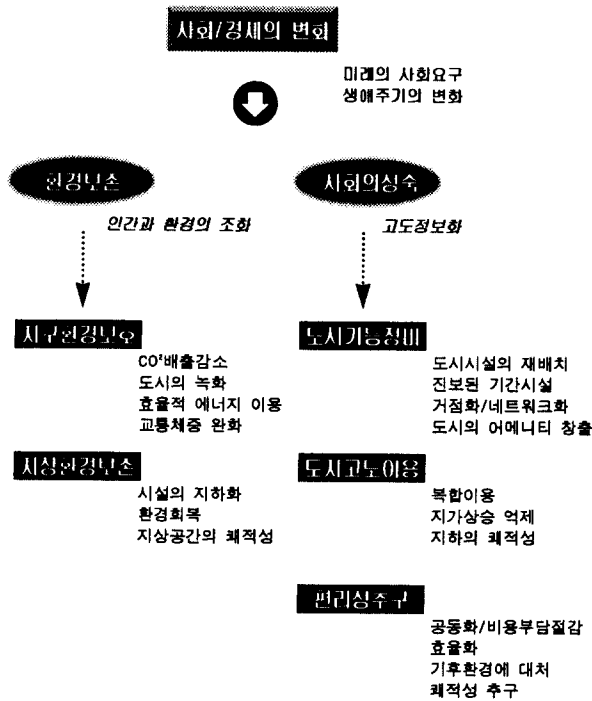 사회/경제의 변화
미래의 사회요구
생애주기의 변화
환경보존
사회의성숙
인간과 환경의 조화
고도정보화
지구환경보호
CO²배출감소
도시의 녹화
효율적 에너지 이용
교통체증 완화
지상환경보존
시설의 지하화
환경회복
지상공간의 쾌적성
도시기능정비
도시시설의 재배치
진보된 기간시설
거점화/네트워크화
도시의 어메니티 창출
도시고도이용
복합이용
지가상승 억제
지하의 쾌적성
편리성추구
공동화/비용부담절감
효율화
기후환경에 대처
쾌적성 추구